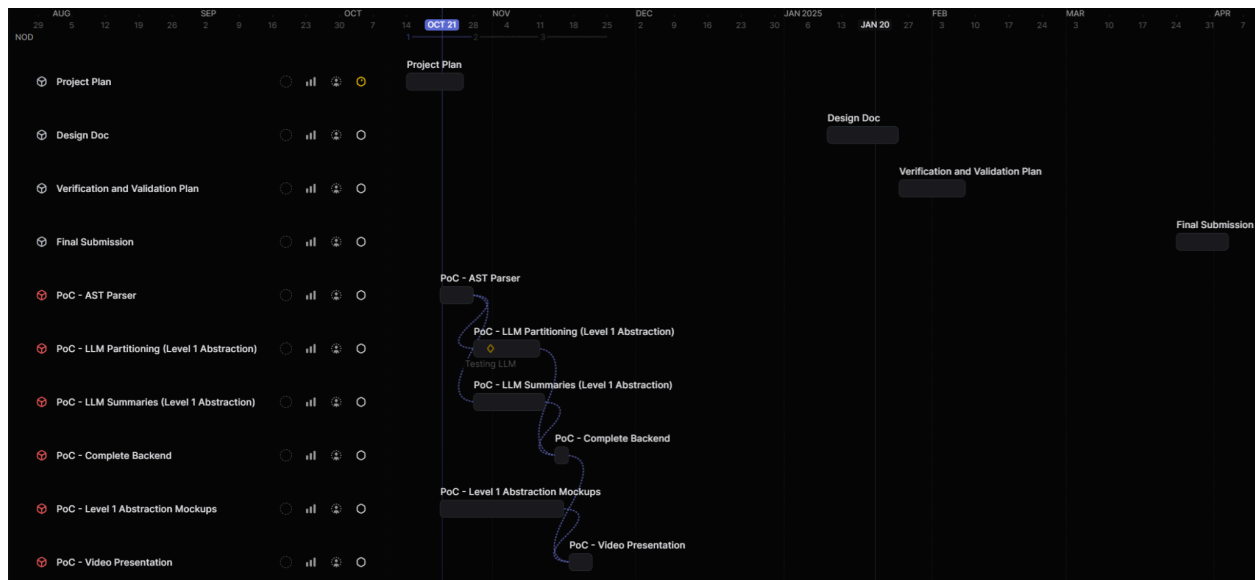 AUG SEP OCT NOV DEC JAN 2025 FEB MAR APR
29 5 12 19 26 2 9 16 23 30 7 14 OCT 21 28 4 11 18 25 2 9 16 23 30 6 13 JAN 20 27 3 10 17 24 3 10 17 24 31 7
NOD 1 2 3
Project Plan
Project Plan
Design Doc
Design Doc
Verification and Validation Plan
Verification and Validation Plan
Final Submission
Final Submission
PoC - AST Parser
PoC - AST Parser
PoC - LLM Partitioning (Level 1 Abstraction)
PoC - LLM Partitioning (Level 1 Abstraction)
Testing LLM
PoC - LLM Summaries (Level 1 Abstraction)
PoC - LLM Summaries (Level 1 Abstraction)
PoC - Complete Backend
PoC - Complete Backend
PoC - Level 1 Abstraction Mockups
PoC - Level 1 Abstraction Mockups
PoC - Video Presentation
PoC - Video Presentation